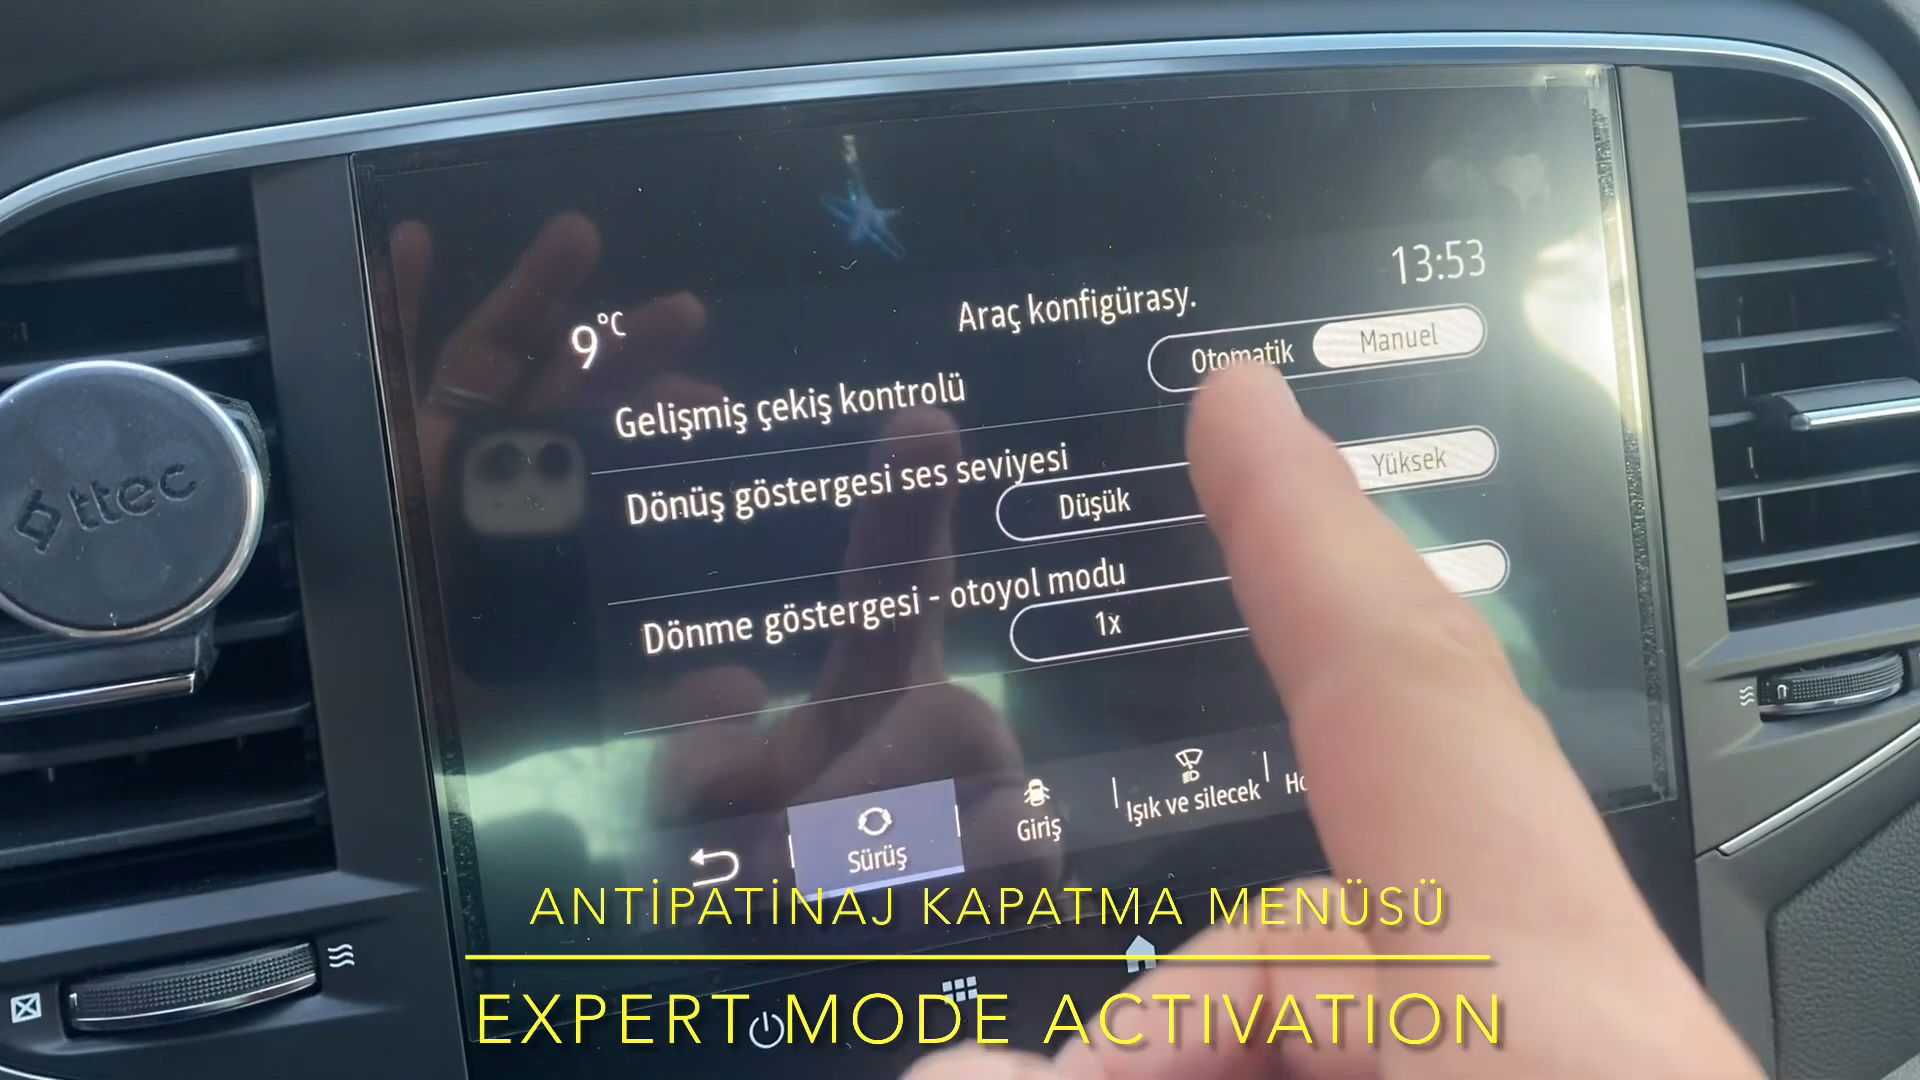 13:53
9°C
Araç konfigürasy.
Gelişmiş çekiş kontrolü
Otomatik Manuel
Dönüş göstergesi ses seviyesi
Düşük Yüksek
Dönme göstergesi - otoyol modu
1x
Sürüş Giriş Işık ve silecek
ttec
ANTİPATİNAJ KAPATMA MENÜSÜ
EXPERT MODE ACTIVATION